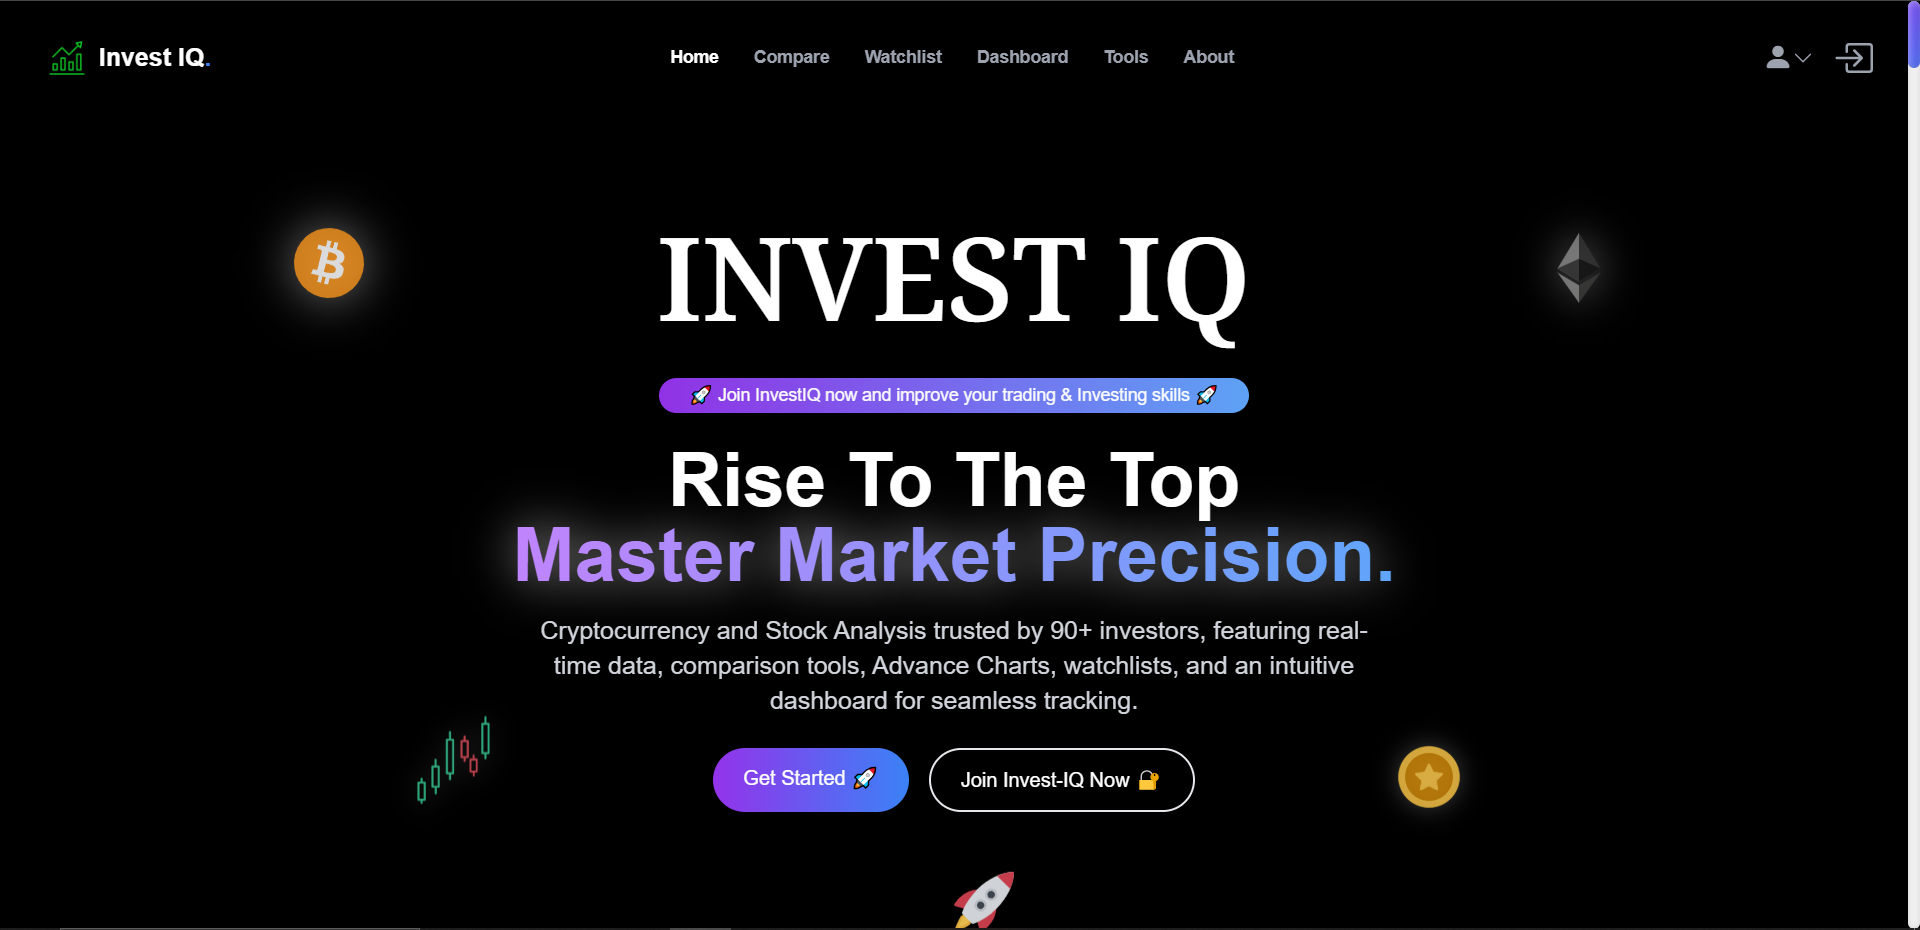 Invest IQ.
Home Compare Watchlist Dashboard Tools About
INVEST IQ
🚀 Join InvestIQ now and improve your trading & Investing skills 🚀
Rise To The Top
Master Market Precision.
Cryptocurrency and Stock Analysis trusted by 90+ investors, featuring real-
time data, comparison tools, Advance Charts, watchlists, and an intuitive
dashboard for seamless tracking.
Get Started 🚀
Join Invest-IQ Now 🔐